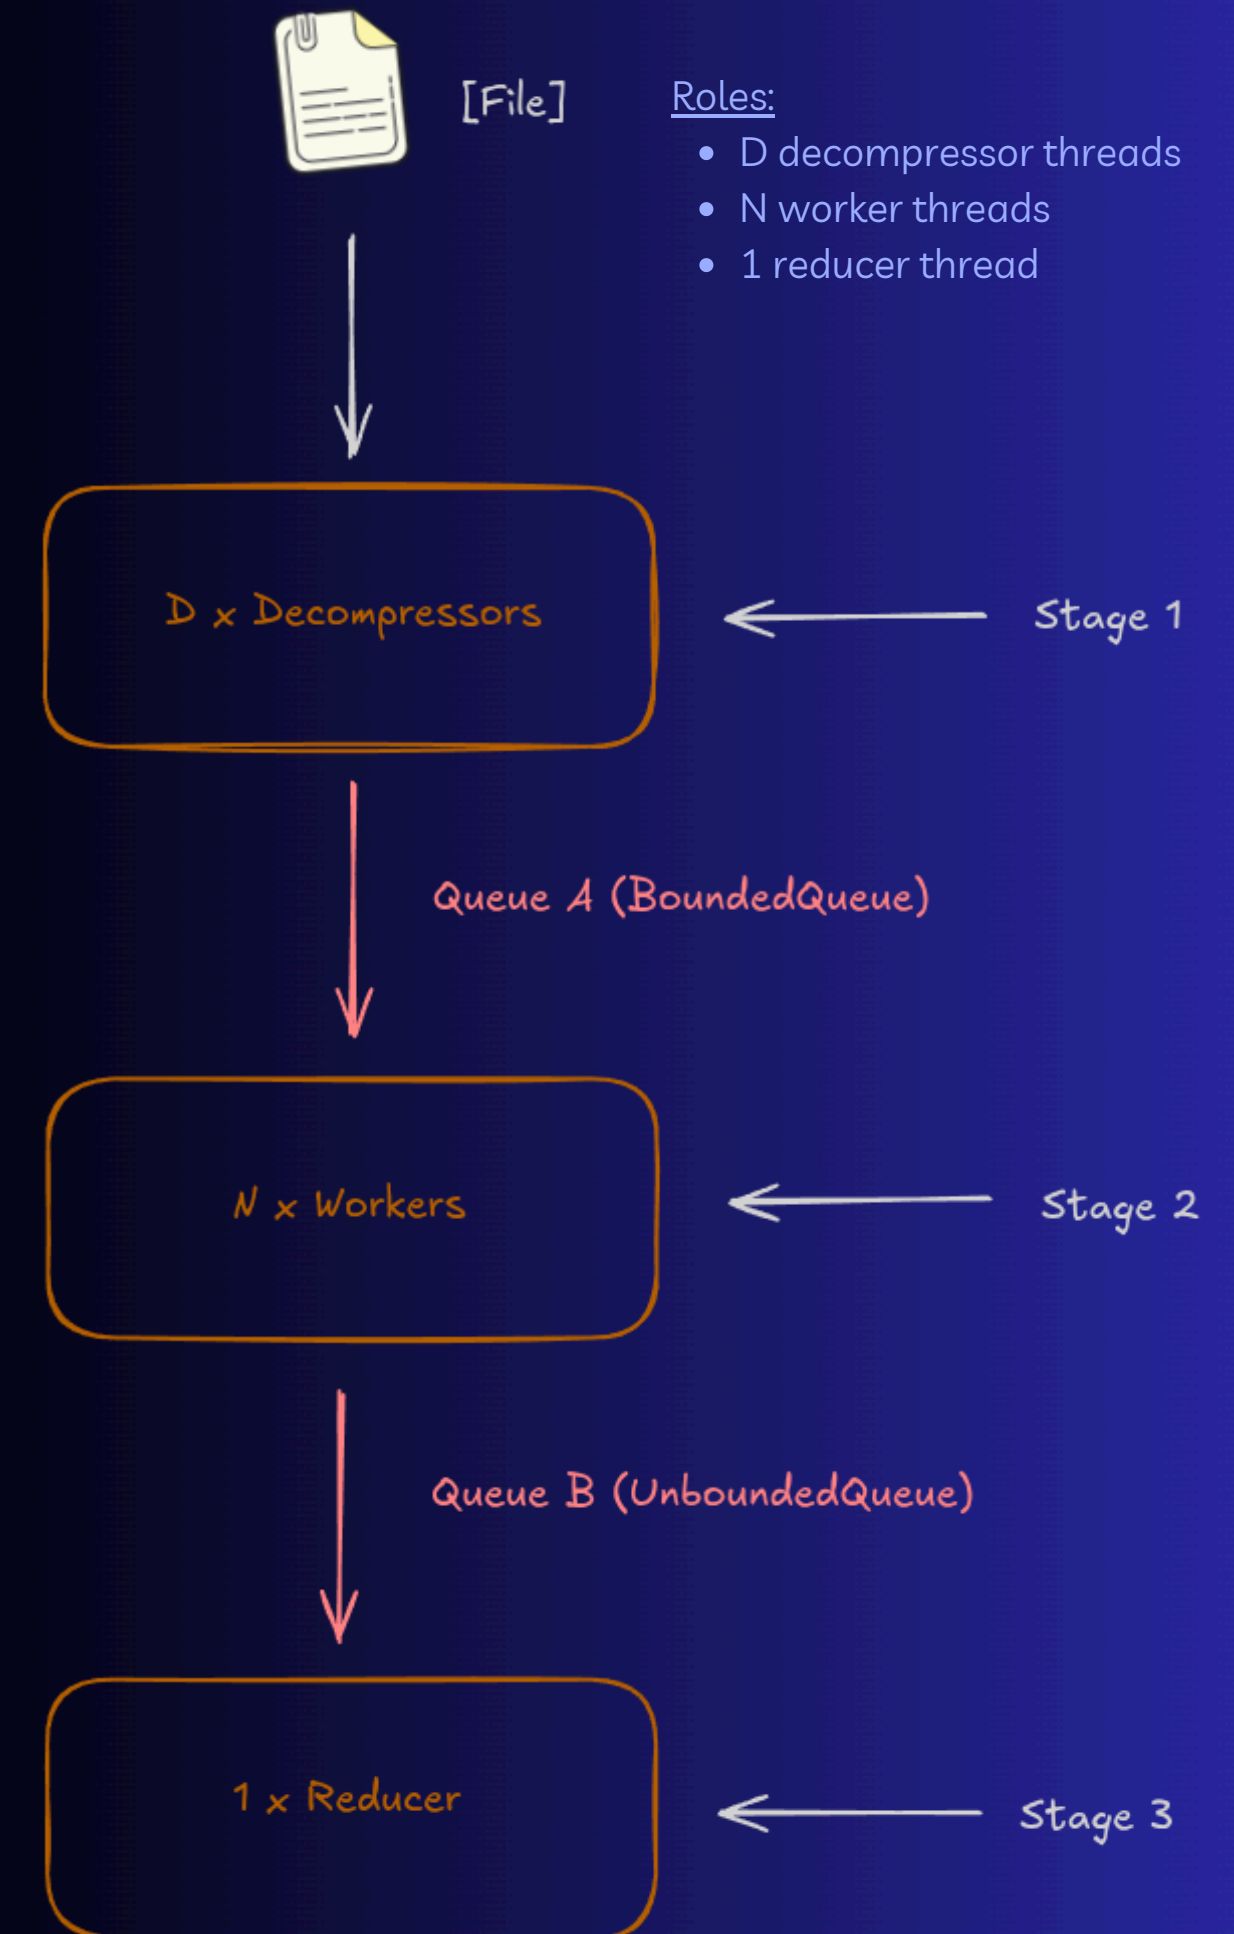 [File]
Roles:
• D decompressor threads
• N worker threads
• 1 reducer thread
D x Decompressors
Stage 1
Queue A (BoundedQueue)
N x Workers
Stage 2
Queue B (UnboundedQueue)
1 x Reducer
Stage 3